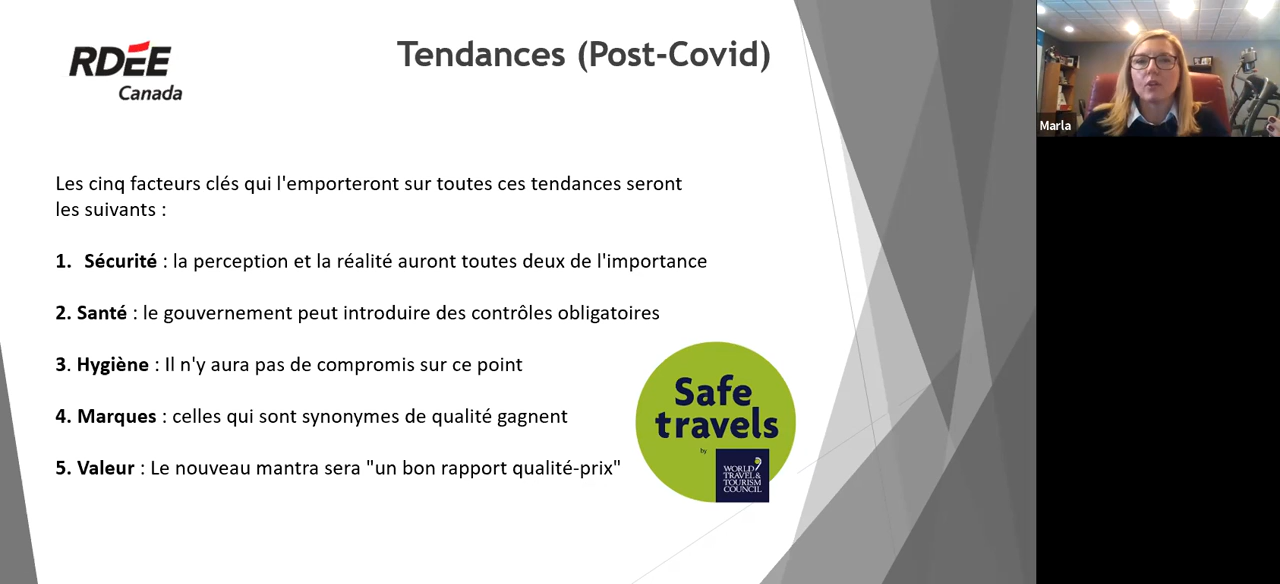 RDÉE
Canada
Tendances (Post-Covid)
Les cinq facteurs clés qui l'emporteront sur toutes ces tendances seront
les suivants :
1. Sécurité : la perception et la réalité auront toutes deux de l'importance
2. Santé : le gouvernement peut introduire des contrôles obligatoires
3. Hygiène : Il n'y aura pas de compromis sur ce point
4. Marques : celles qui sont synonymes de qualité gagnent
5. Valeur : Le nouveau mantra sera "un bon rapport qualité-prix"
Safe
travels
by
WORLD
TRAVEL &
TOURISM
COUNCIL
Marla